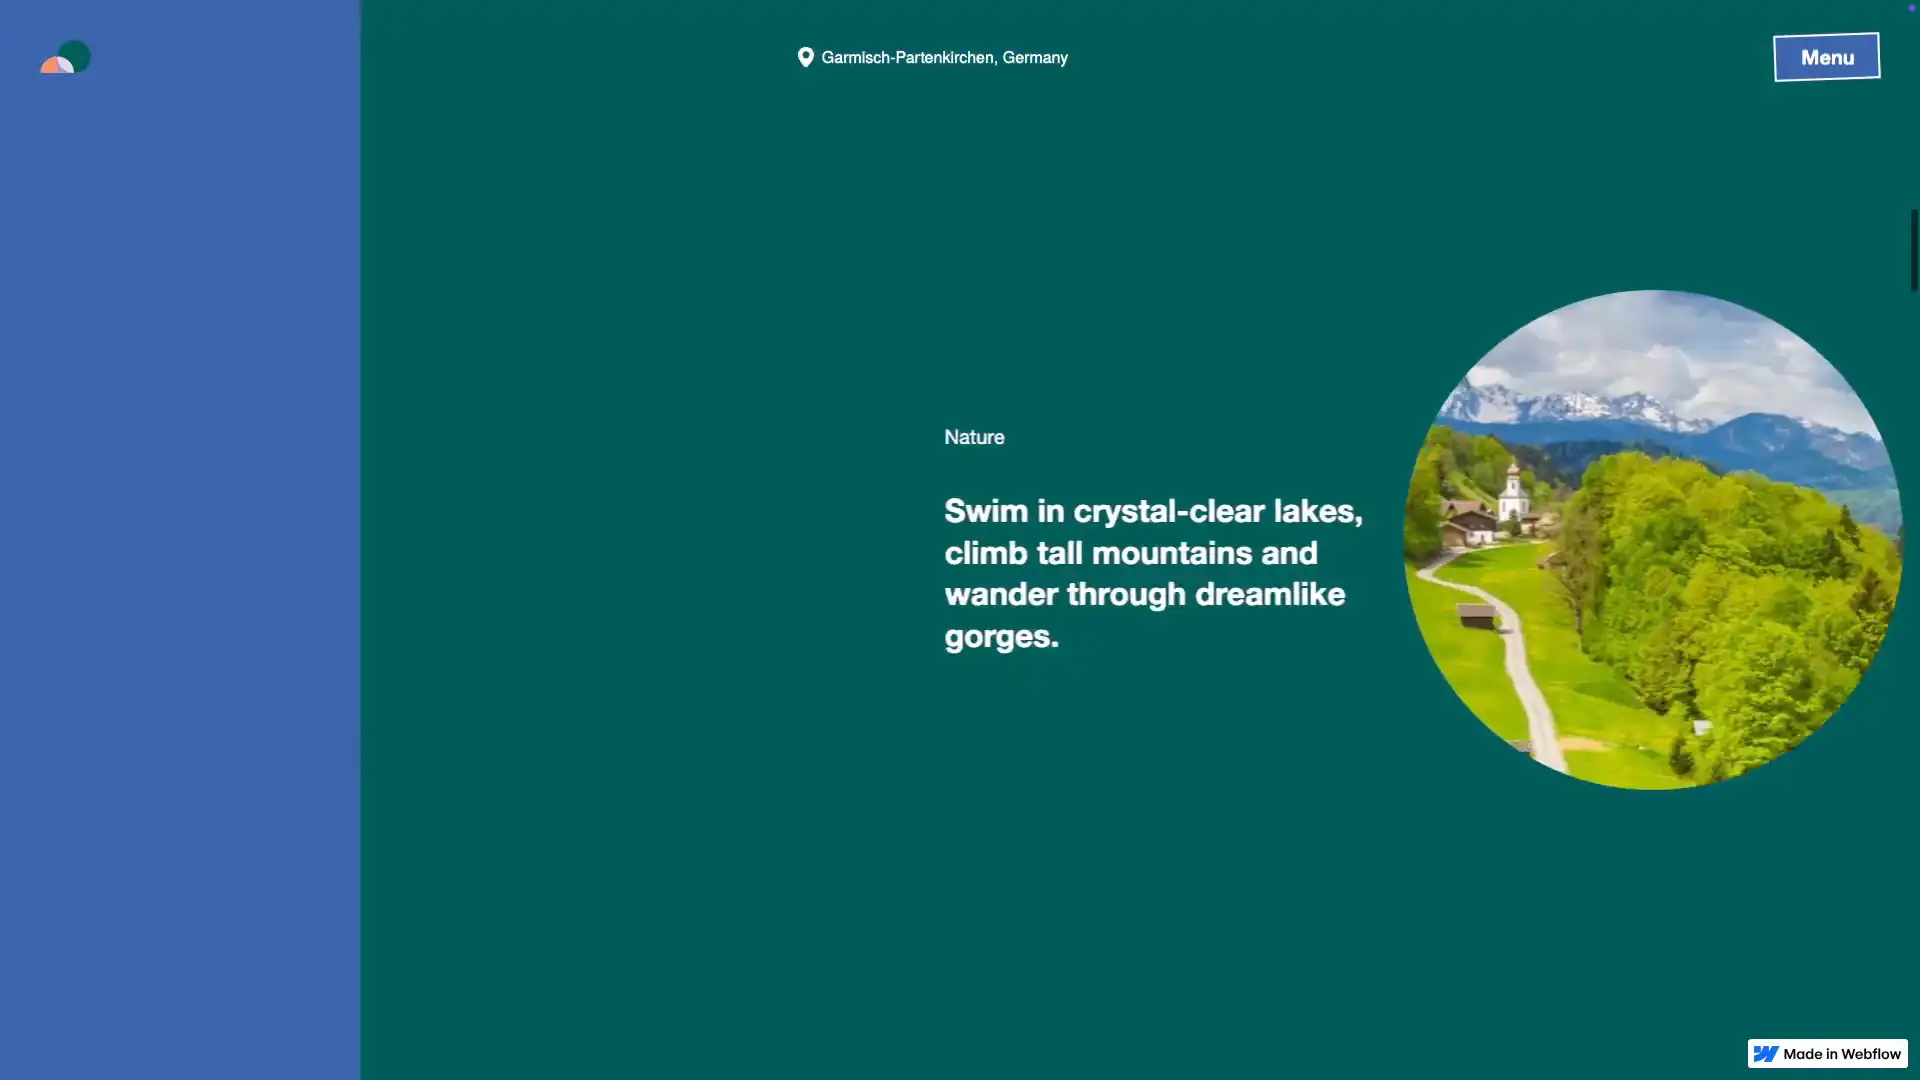 Garmisch-Partenkirchen, Germany
Menu
Nature
Swim in crystal-clear lakes,
climb tall mountains and
wander through dreamlike
gorges.
Made in Webflow